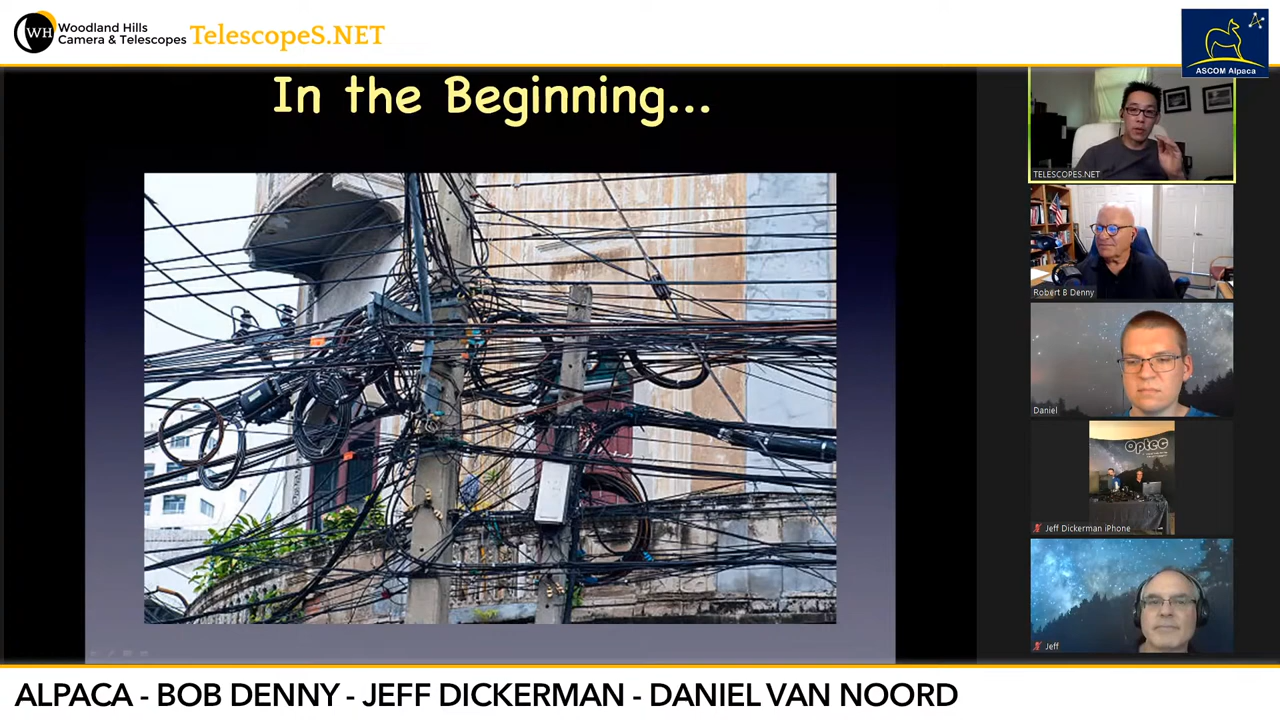 WH
Woodland Hills
Camera & Telescopes
TelescopeS.NET
ASCOM Alpaca
In the Beginning...
TELESCOPES.NET
Robert B Denny
Daniel
Optec
Jeff Dickerman iPhone
Jeff
ALPACA - BOB DENNY - JEFF DICKERMAN - DANIEL VAN NOORD